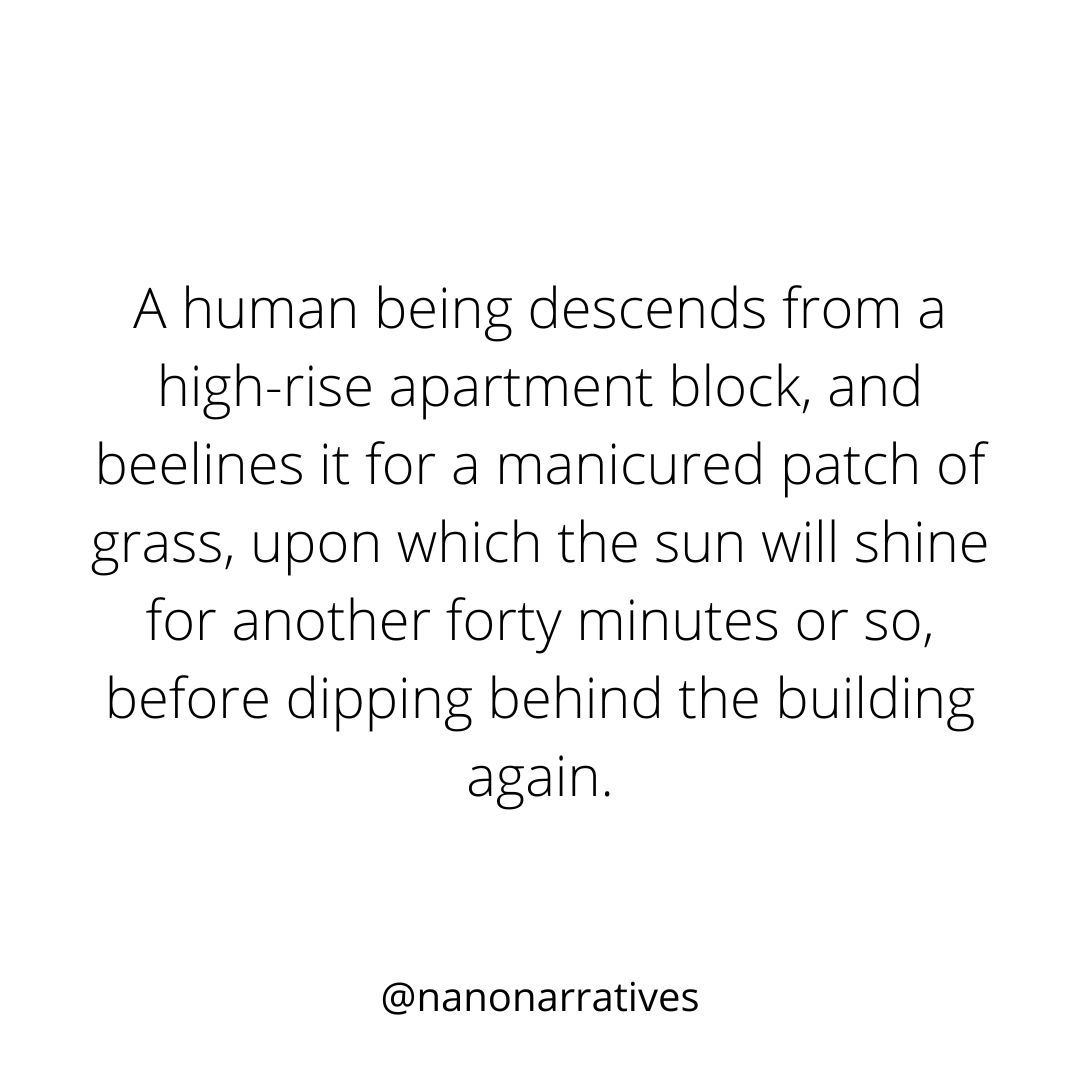 A human being descends from a
high-rise apartment block, and
beelines it for a manicured patch of
grass, upon which the sun will shine
for another forty minutes or so,
before dipping behind the building
again.
@nanonarratives